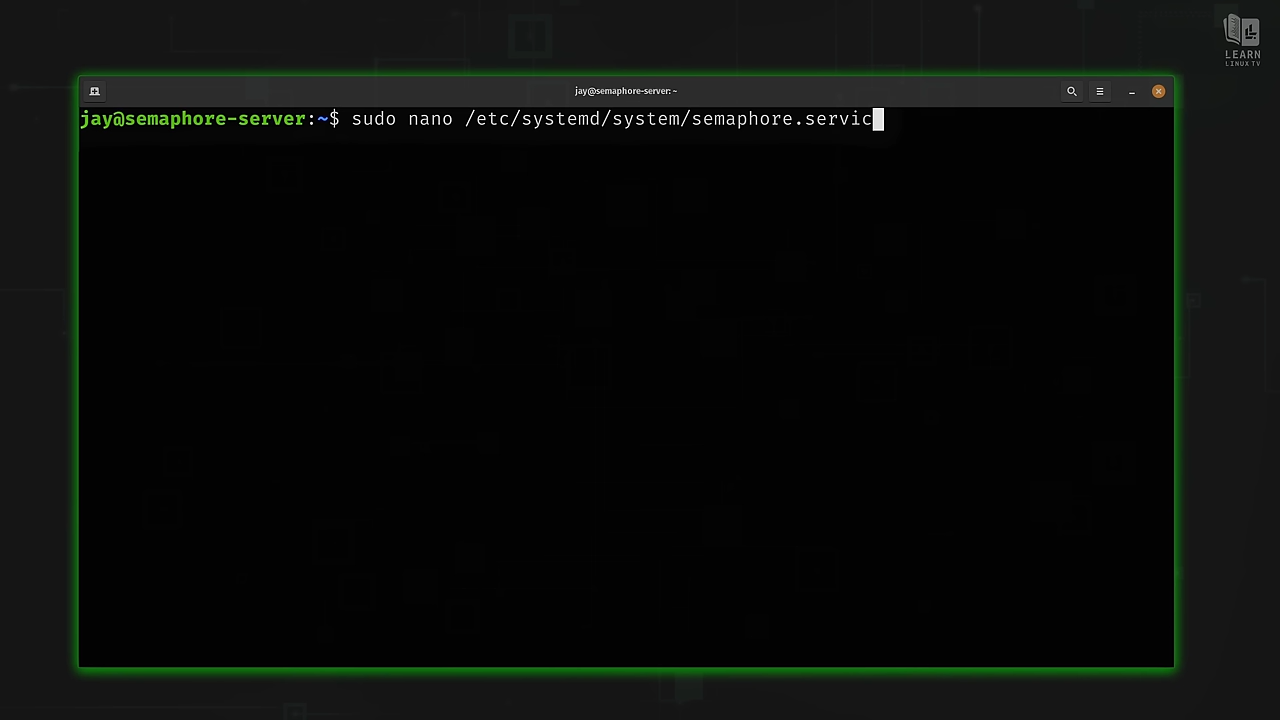 LEARN
LINUX TV
jay@semaphore-server: ~
jay@semaphore-server:~$ sudo nano /etc/systemd/system/semaphore.servic